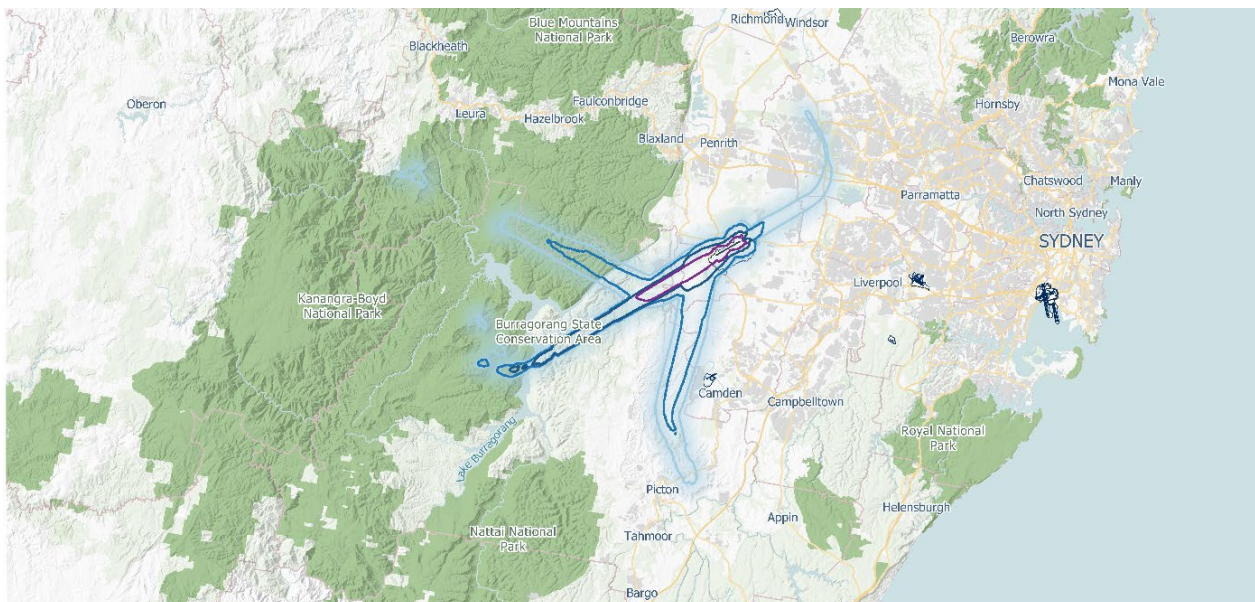 Blue Mountains
National Park
Richmond
Windsor
Berowra
Blackheath
Mona Vale
Oberon
Faulconbridge
Hornsby
Leura
Hazelbrook
Blaxland
Penrith
Chatswood
Manly
Parramatta
North Sydney
SYDNEY
Liverpool
Kanangra-Boyd
National Park
Burragorang State
Conservation Area
Camden
Campbelltown
Royal National
Park
Lake Burragorang
Picton
Helensburgh
Appin
Nattai National
Park
Tahmoor
Bargo